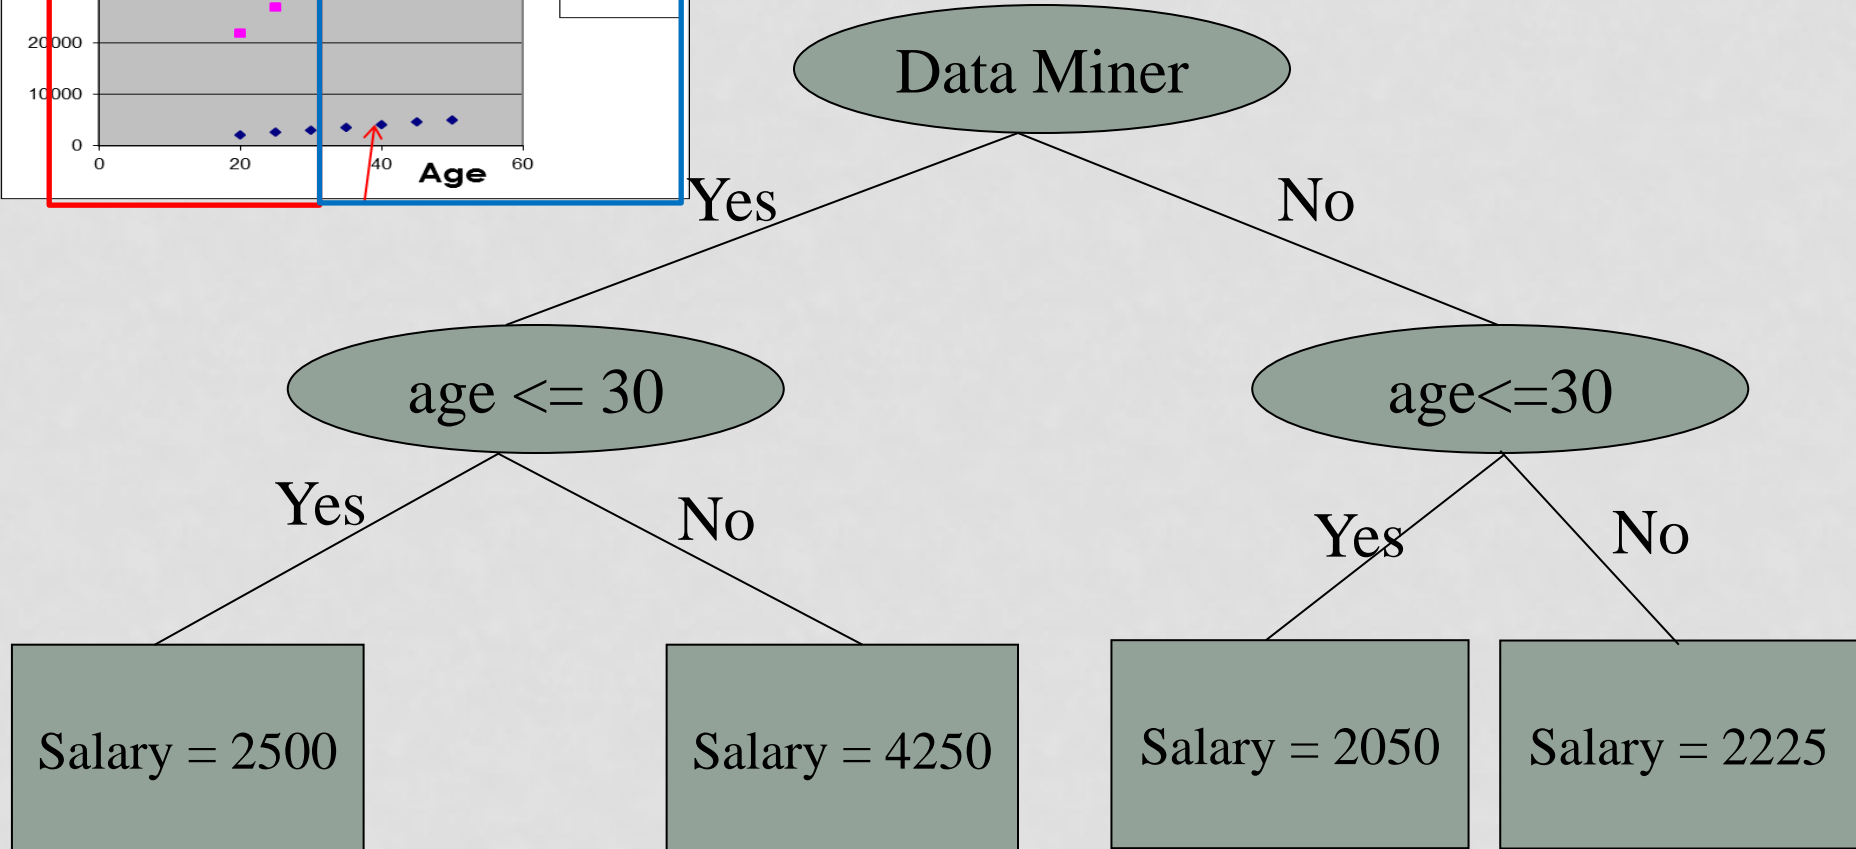 20000
10000
0
0 20 40 60
Age
Data Miner
Yes No
age <= 30
age<=30
Yes No
Yes No
Salary = 2500
Salary = 4250
Salary = 2050
Salary = 2225